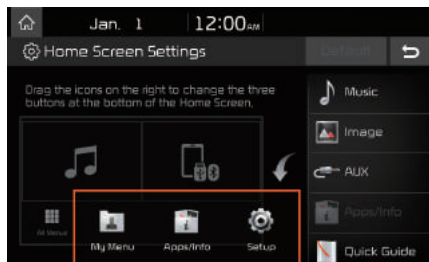 Jan. 1 12:00 AM
Home Screen Settings
Default
Drag the icons on the right to change the three
buttons at the bottom of the Home Screen.
Music
Image
AUX
Apps/Info
Quick Guide
All Menus
My Menu
Apps/Info
Setup